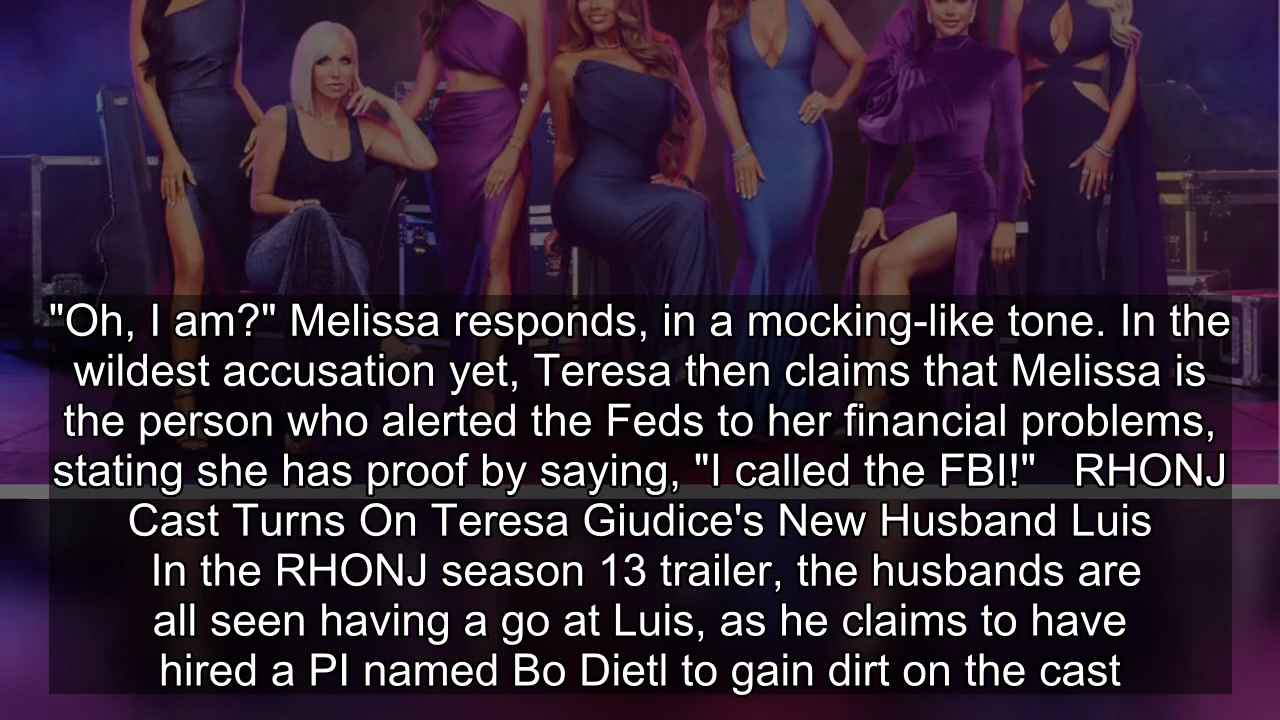 "Oh, I am?" Melissa responds, in a mocking-like tone. In the
wildest accusation yet, Teresa then claims that Melissa is
the person who alerted the Feds to her financial problems,
stating she has proof by saying, "I called the FBI!"   RHONJ
Cast Turns On Teresa Giudice's New Husband Luis
In the RHONJ season 13 trailer, the husbands are
all seen having a go at Luis, as he claims to have
hired a PI named Bo Dietl to gain dirt on the cast